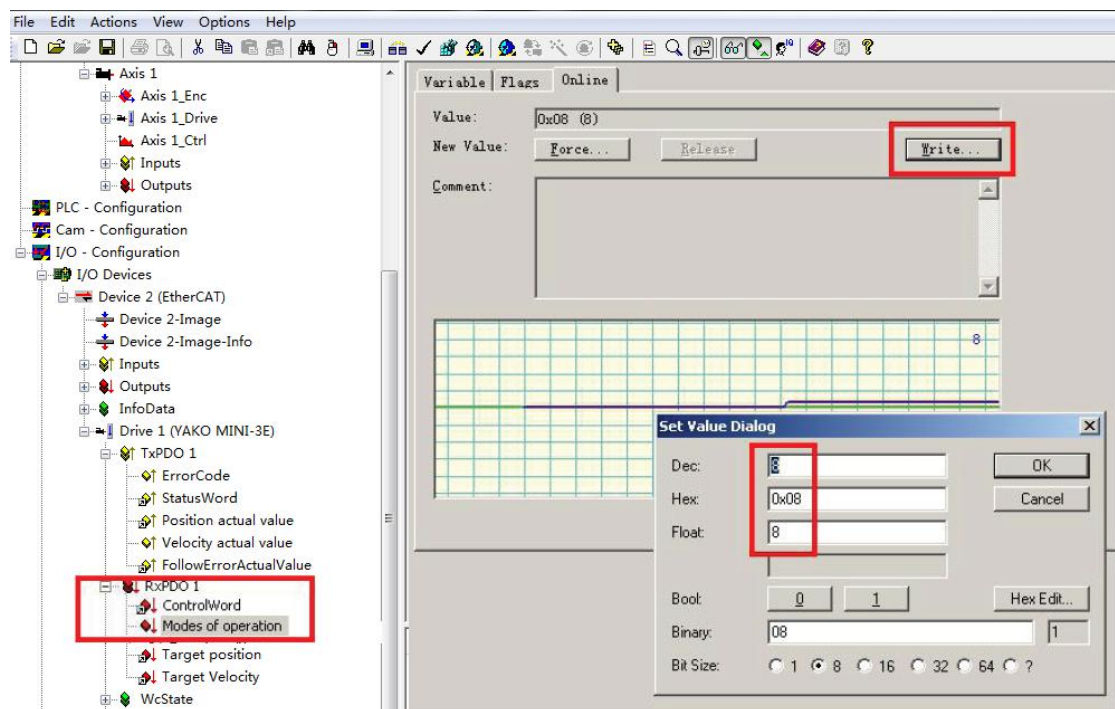 File Edit Actions View Options Help
Axis 1
Axis 1_Enc
Axis 1_Drive
Axis 1_Ctrl
Inputs
Outputs
PLC - Configuration
Cam - Configuration
I/O - Configuration
I/O Devices
Device 2 (EtherCAT)
Device 2-Image
Device 2-Image-Info
Inputs
Outputs
InfoData
Drive 1 (YAKO MINI-3E)
TxPDO 1
ErrorCode
StatusWord
Position actual value
Velocity actual value
FollowErrorActualValue
RxPDO 1
ControlWord
Modes of operation
Target position
Target Velocity
WcState
Variable Flags Online
Value: 0x08 (8)
New Value: Force... Release Write...
Comment:
8
Set Value Dialog
Dec: 8 OK
Hex: 0x08 Cancel
Float: 8
Bool: 0 1 Hex Edit...
Binary: 08 1
Bit Size: 1 8 16 32 64 ?